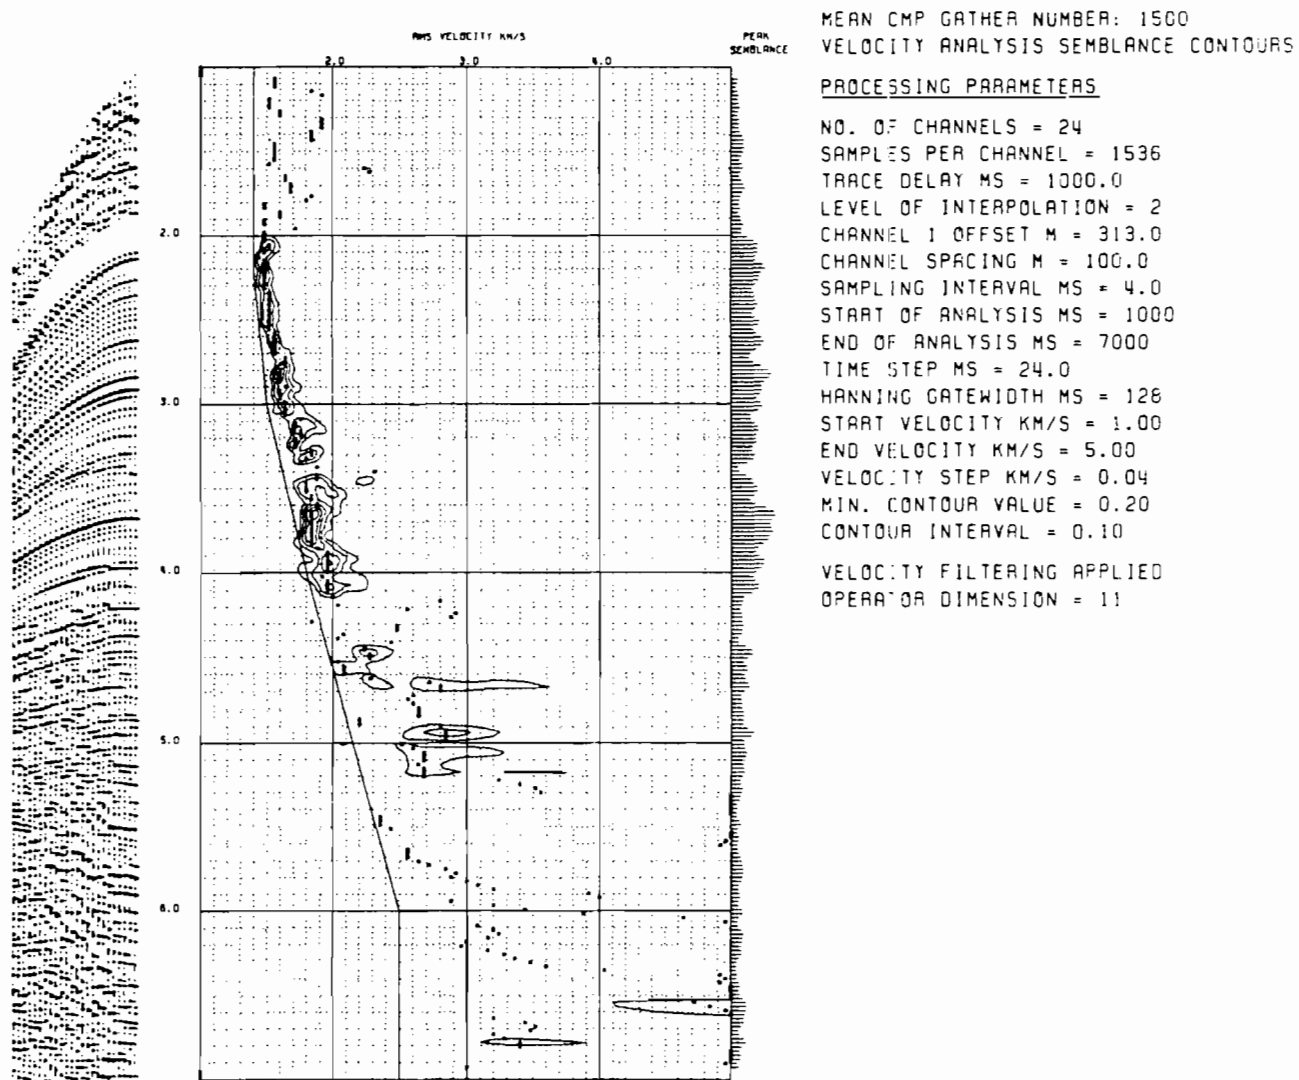 MEAN CMP GATHER NUMBER: 1500
VELOCITY ANALYSIS SEMBLANCE CONTOURS
PROCESSING PARAMETERS
NO. OF CHANNELS = 24
SAMPLES PER CHANNEL = 1536
TRACE DELAY MS = 1000.0
LEVEL OF INTERPOLATION = 2
CHANNEL 1 OFFSET M = 313.0
CHANNEL SPACING M = 100.0
SAMPLING INTERVAL MS = 4.0
START OF ANALYSIS MS = 1000
END OF ANALYSIS MS = 7000
TIME STEP MS = 24.0
HANNING GATEWIDTH MS = 128
START VELOCITY KM/S = 1.00
END VELOCITY KM/S = 5.00
VELOCITY STEP KM/S = 0.04
MIN. CONTOUR VALUE = 0.20
CONTOUR INTERVAL = 0.10
VELOCITY FILTERING APPLIED
OPERATOR DIMENSION = 11
RMS VELOCITY KM/S
PEAK
SEMBLANCE
2.0 3.0 4.0
2.0
3.0
4.0
5.0
6.0